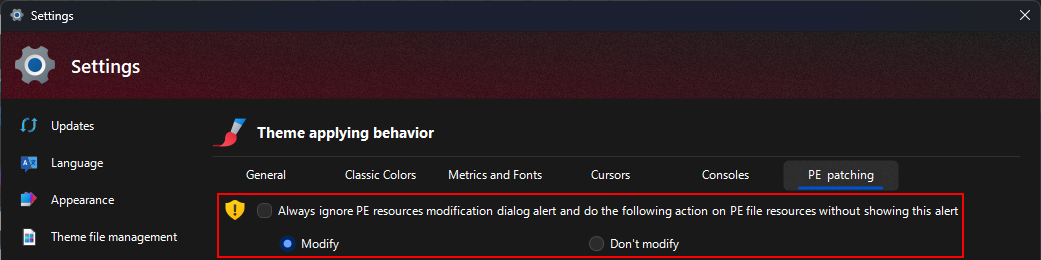 Settings
Settings
Updates
Language
Appearance
Theme file management
Theme applying behavior
General Classic Colors Metrics and Fonts Cursors Consoles PE patching
Always ignore PE resources modification dialog alert and do the following action on PE file resources without showing this alert
Modify Don't modify